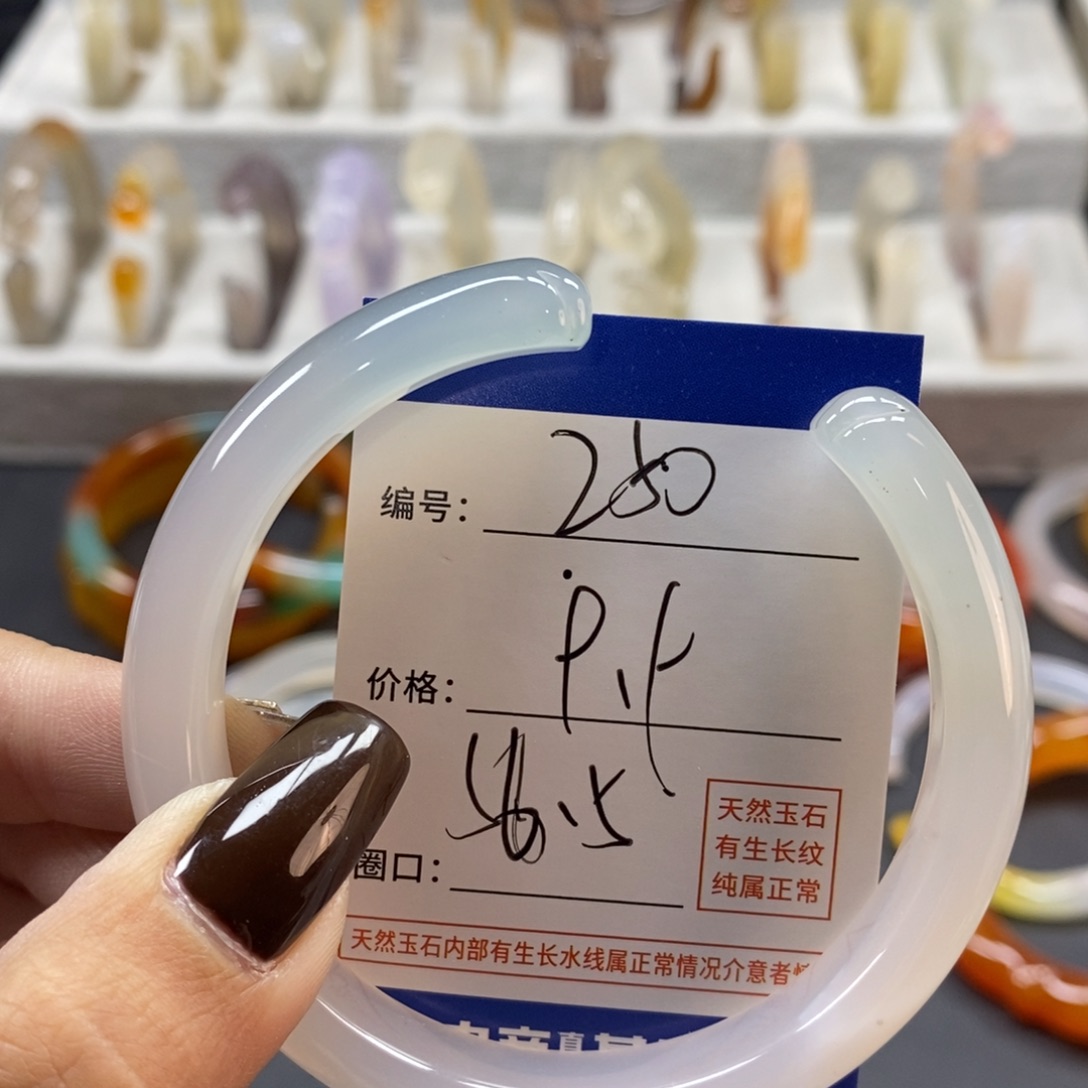 编号： 250
价格：
圈口：
天然玉石
有生长纹
纯属正常
天然玉石内部有生长水线属正常情况介意者